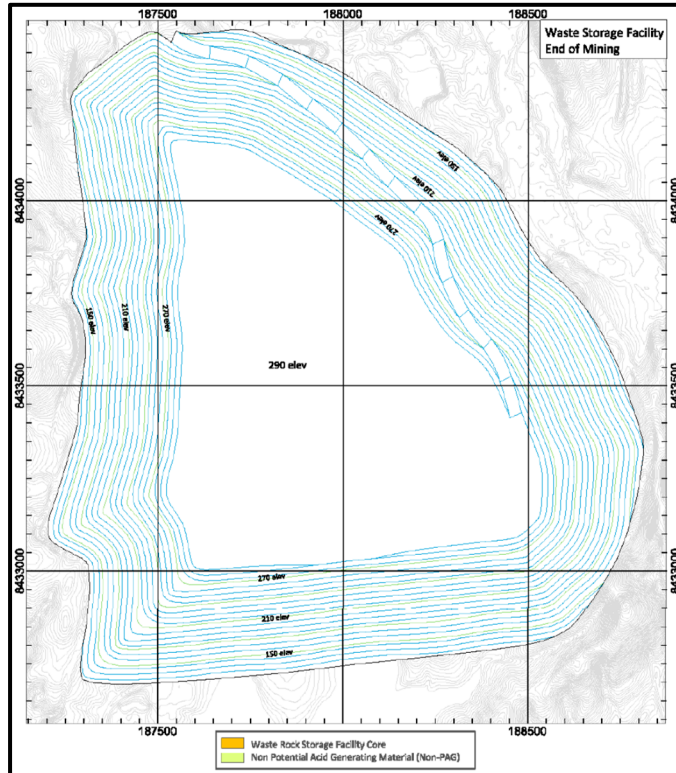 187500 188000 188500
Waste Storage Facility
End of Mining
180 elev
210 elev
270 elev
8434000 8434000
150 elev
210 elev
270 elev
290 elev
8433500 8433500
8433000 8433000
270 elev
210 elev
150 elev
187500 188000 188500
Waste Rock Storage Facility Core
Non Potential Acid Generating Material (Non-PAG)